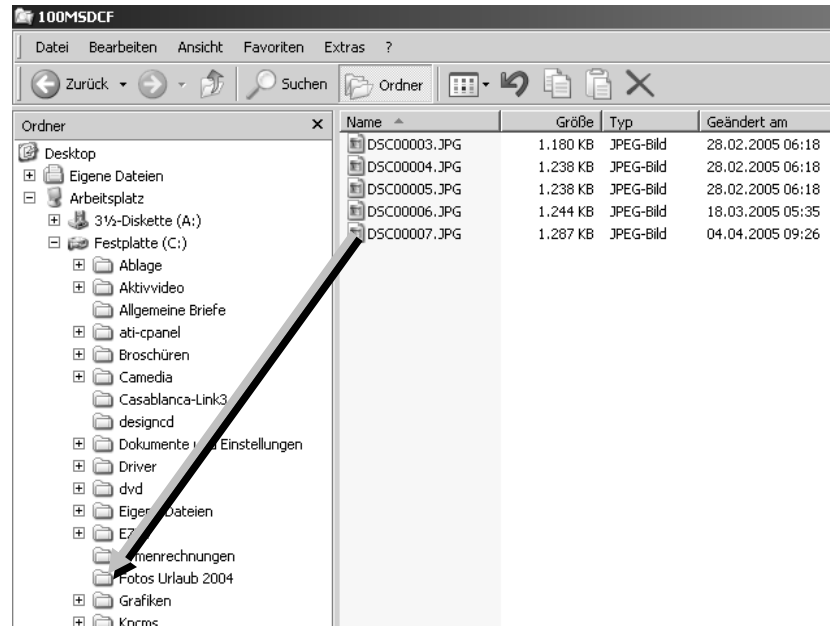 100MSDCF
Datei Bearbeiten Ansicht Favoriten Extras ?
Zurück Suchen Ordner
Ordner x
Desktop
Eigene Dateien
Arbeitsplatz
3½-Diskette (A:)
Festplatte (C:)
Ablage
Aktivvideo
Allgemeine Briefe
ati-cpanel
Broschüren
Camedia
Casablanca-Link3
designcd
Dokumente Einstellungen
Driver
dvd
Dateien
Fotos Urlaub 2004
Grafiken
Name Größe Typ Geändert am
DSC00003.JPG 1.180 KB JPEG-Bild 28.02.2005 06:18
DSC00004.JPG 1.238 KB JPEG-Bild 28.02.2005 06:18
DSC00005.JPG 1.238 KB JPEG-Bild 28.02.2005 06:18
DSC00006.JPG 1.244 KB JPEG-Bild 18.03.2005 05:35
DSC00007.JPG 1.287 KB JPEG-Bild 04.04.2005 09:26